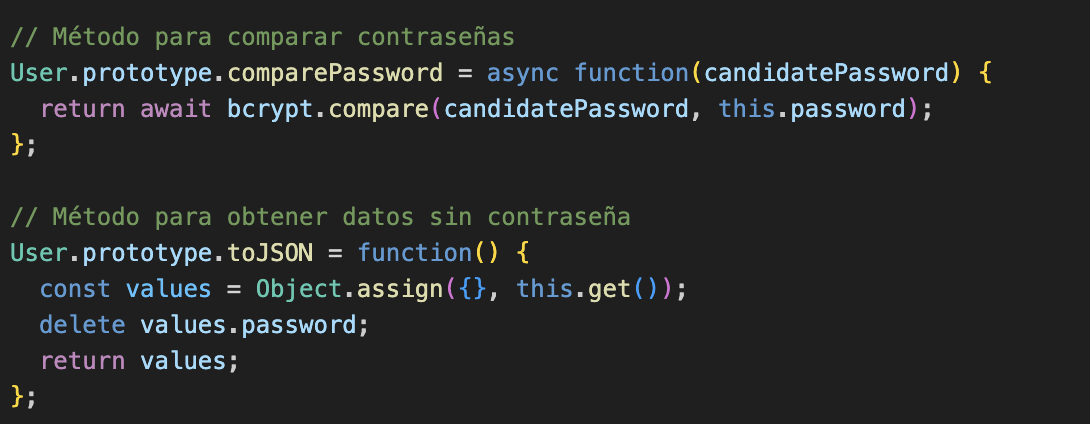 // Método para comparar contraseñas
User.prototype.comparePassword = async function(candidatePassword) {
  return await bcrypt.compare(candidatePassword, this.password);
};

// Método para obtener datos sin contraseña
User.prototype.toJSON = function() {
  const values = Object.assign({}, this.get());
  delete values.password;
  return values;
};